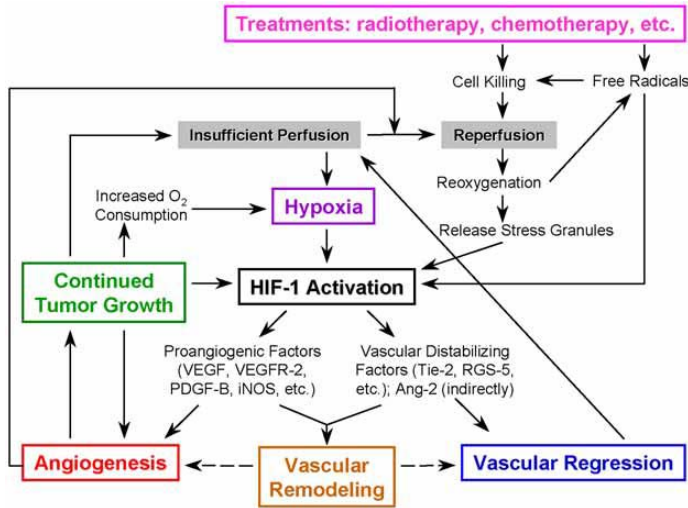 Treatments: radiotherapy, chemotherapy, etc.
Cell Killing
Free Radicals
Insufficient Perfusion
Reperfusion
Reoxygenation
Increased O₂
Consumption
Hypoxia
Release Stress Granules
Continued
Tumor Growth
HIF-1 Activation
Proangiogenic Factors
(VEGF, VEGFR-2,
PDGF-B, iNOS, etc.)
Vascular Distabilizing
Factors (Tie-2, RGS-5,
etc.); Ang-2 (indirectly)
Angiogenesis
Vascular
Remodeling
Vascular Regression